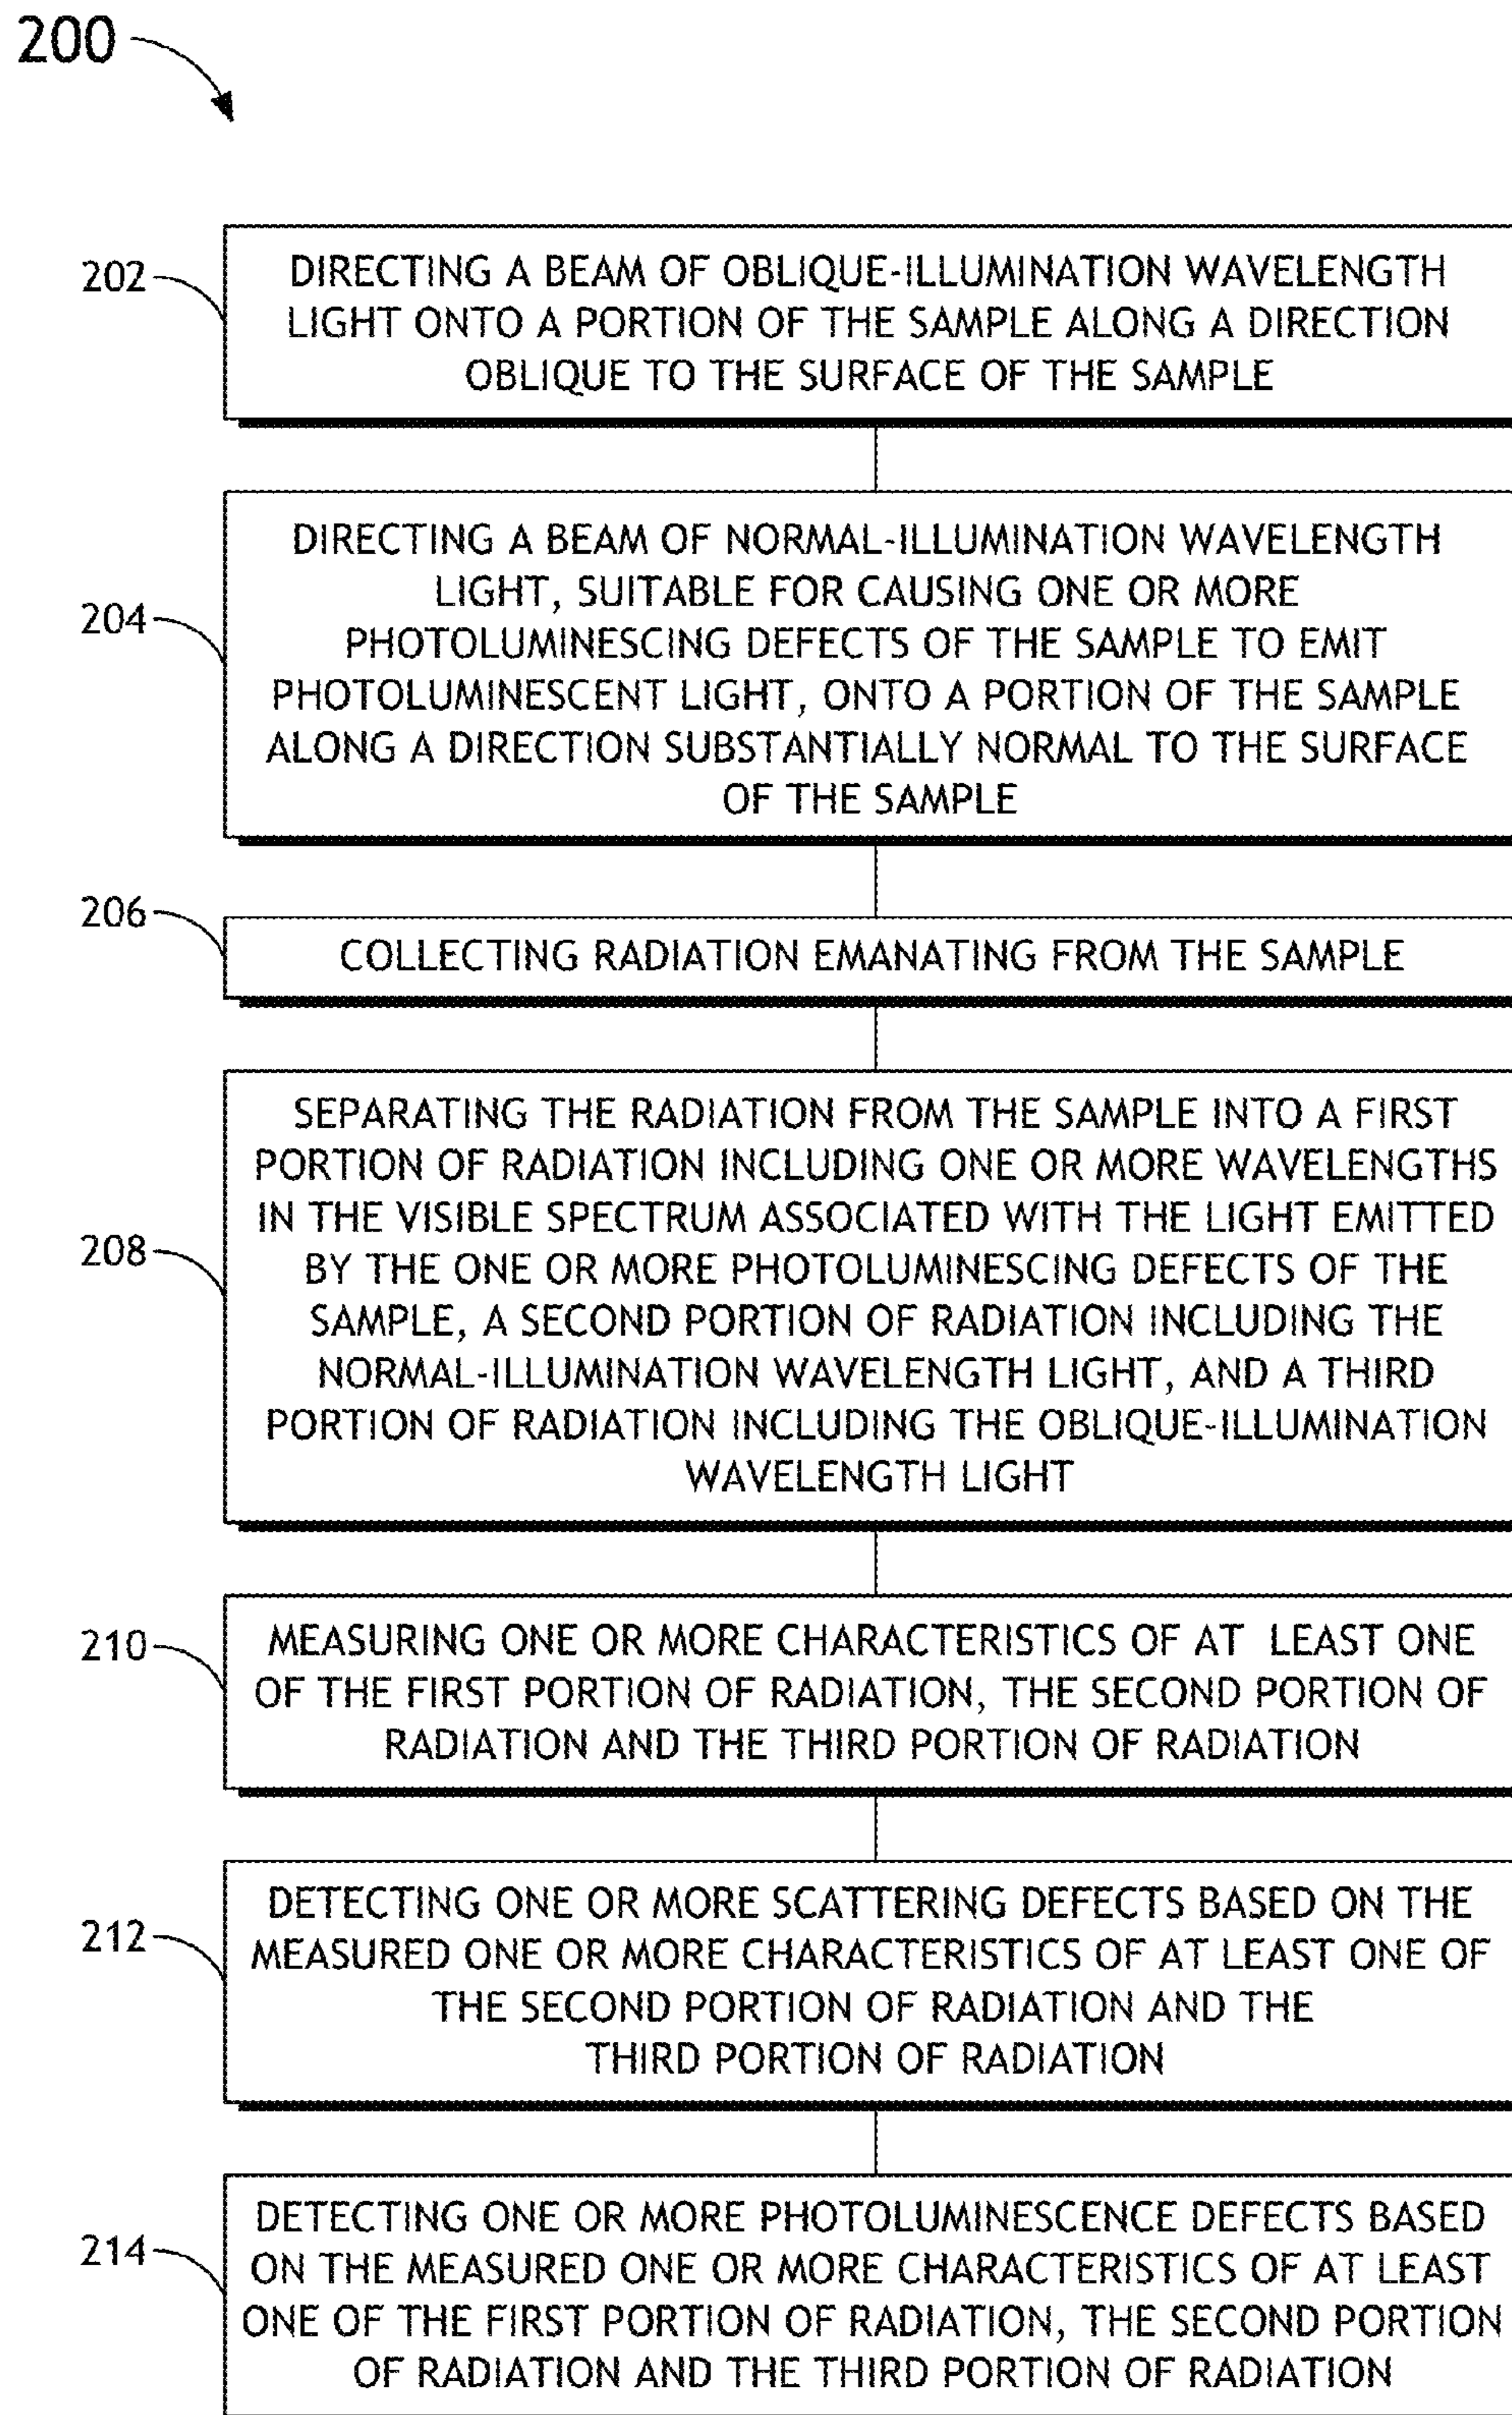 200
202
DIRECTING A BEAM OF OBLIQUE-ILLUMINATION WAVELENGTH
LIGHT ONTO A PORTION OF THE SAMPLE ALONG A DIRECTION
OBLIQUE TO THE SURFACE OF THE SAMPLE
204
DIRECTING A BEAM OF NORMAL-ILLUMINATION WAVELENGTH
LIGHT, SUITABLE FOR CAUSING ONE OR MORE
PHOTOLUMINESCING DEFECTS OF THE SAMPLE TO EMIT
PHOTOLUMINESCENT LIGHT, ONTO A PORTION OF THE SAMPLE
ALONG A DIRECTION SUBSTANTIALLY NORMAL TO THE SURFACE
OF THE SAMPLE
206
COLLECTING RADIATION EMANATING FROM THE SAMPLE
208
SEPARATING THE RADIATION FROM THE SAMPLE INTO A FIRST
PORTION OF RADIATION INCLUDING ONE OR MORE WAVELENGTHS
IN THE VISIBLE SPECTRUM ASSOCIATED WITH THE LIGHT EMITTED
BY THE ONE OR MORE PHOTOLUMINESCING DEFECTS OF THE
SAMPLE, A SECOND PORTION OF RADIATION INCLUDING THE
NORMAL-ILLUMINATION WAVELENGTH LIGHT, AND A THIRD
PORTION OF RADIATION INCLUDING THE OBLIQUE-ILLUMINATION
WAVELENGTH LIGHT
210
MEASURING ONE OR MORE CHARACTERISTICS OF AT LEAST ONE
OF THE FIRST PORTION OF RADIATION, THE SECOND PORTION OF
RADIATION AND THE THIRD PORTION OF RADIATION
212
DETECTING ONE OR MORE SCATTERING DEFECTS BASED ON THE
MEASURED ONE OR MORE CHARACTERISTICS OF AT LEAST ONE OF
THE SECOND PORTION OF RADIATION AND THE
THIRD PORTION OF RADIATION
214
DETECTING ONE OR MORE PHOTOLUMINESCENCE DEFECTS BASED
ON THE MEASURED ONE OR MORE CHARACTERISTICS OF AT LEAST
ONE OF THE FIRST PORTION OF RADIATION, THE SECOND PORTION
OF RADIATION AND THE THIRD PORTION OF RADIATION